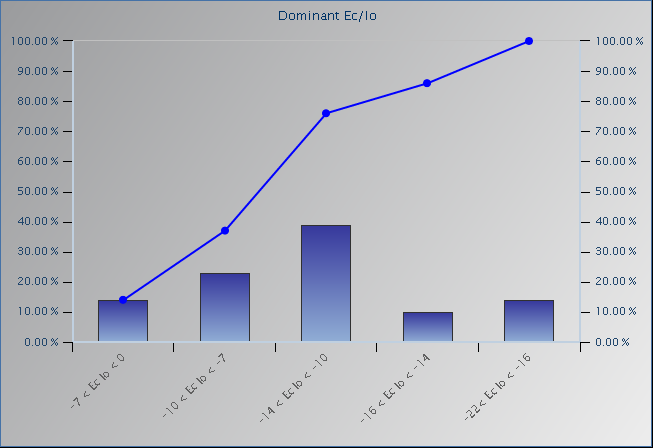 Dominant Ec/Io
100.00 % 100.00 %
90.00 % 90.00 %
80.00 % 80.00 %
70.00 % 70.00 %
60.00 % 60.00 %
50.00 % 50.00 %
40.00 % 40.00 %
30.00 % 30.00 %
20.00 % 20.00 %
10.00 % 10.00 %
0.00 % 0.00 %
-7 < Ec Io < 0
-10 < Ec Io < -7
-14 < Ec Io < -10
-16 < Ec Io < -14
-22< Ec Io < -16